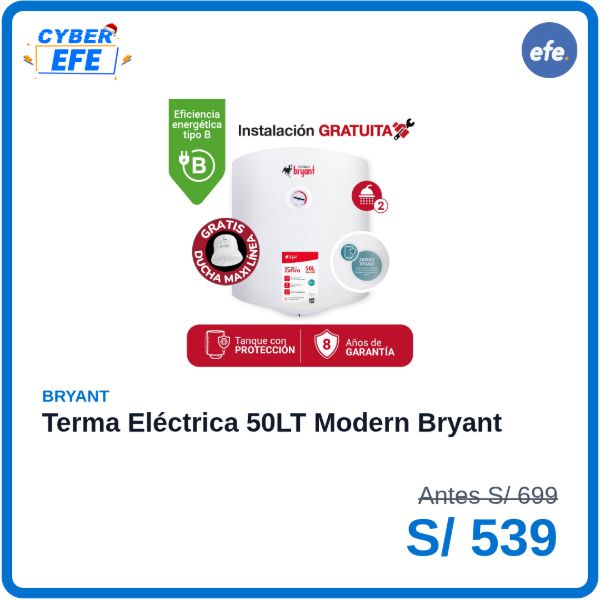 CYBER
EFE
efe.
Eficiencia
energética
tipo B
B
Instalación GRATUITA
bryant
2
GRATIS
DUCHA MAXI LÍNEA
50L
Tanque con
PROTECCIÓN
8
Años de
GARANTÍA
BRYANT
Terma Eléctrica 50LT Modern Bryant
Antes S/ 699
S/ 539